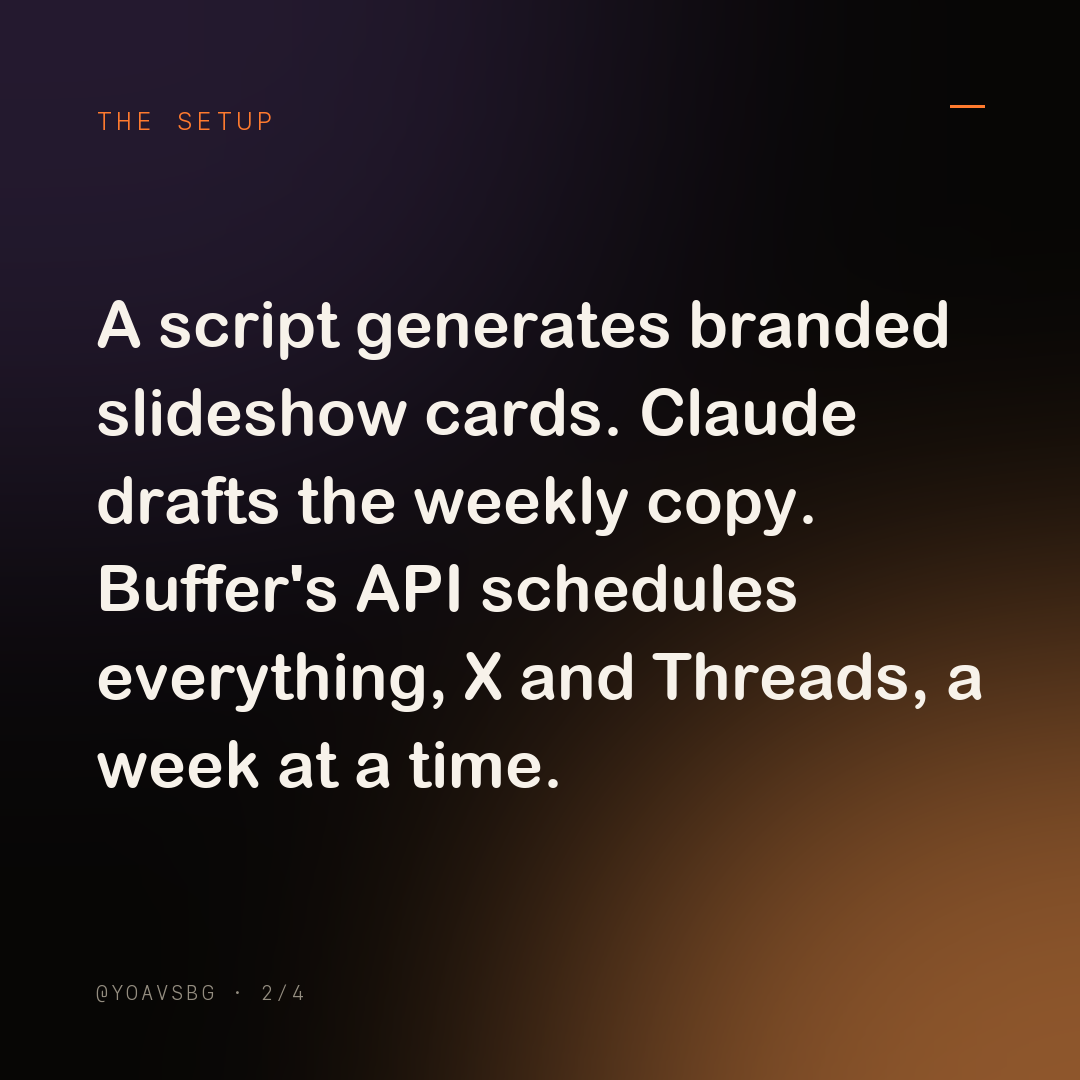 THE SETUP
A script generates branded
slideshow cards. Claude
drafts the weekly copy.
Buffer's API schedules
everything, X and Threads, a
week at a time.
@YOAVSBG · 2/4